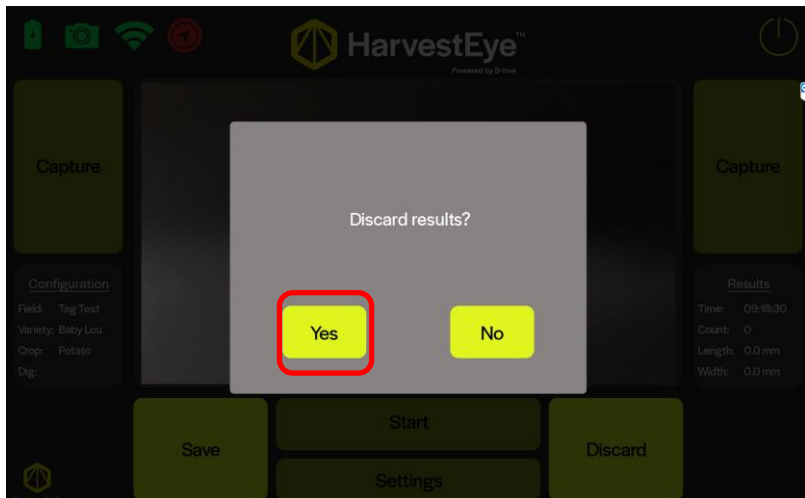 HarvestEye™
Powered by B-hive
Capture
Capture
Discard results?
Yes
No
Configuration
Field: Tag Test
Variety: Baby Lou
Crop: Potato
Dig:
Results
Time: 09:18:30
Count: 0
Length: 0.0 mm
Width: 0.0 mm
Save
Start
Settings
Discard